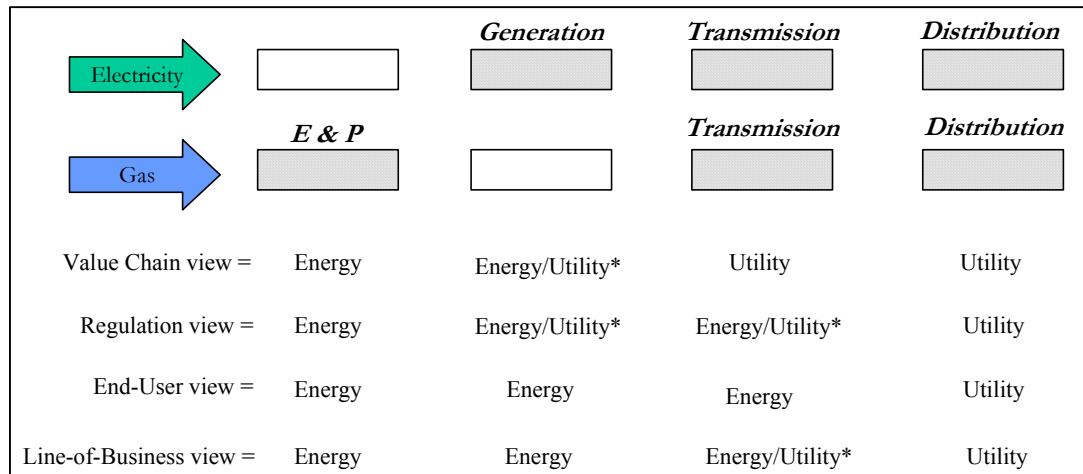 Generation Transmission Distribution
Electricity
E & P Transmission Distribution
Gas
Value Chain view = Energy Energy/Utility* Utility Utility
Regulation view = Energy Energy/Utility* Energy/Utility* Utility
End-User view = Energy Energy Energy Utility
Line-of-Business view = Energy Energy Energy/Utility* Utility